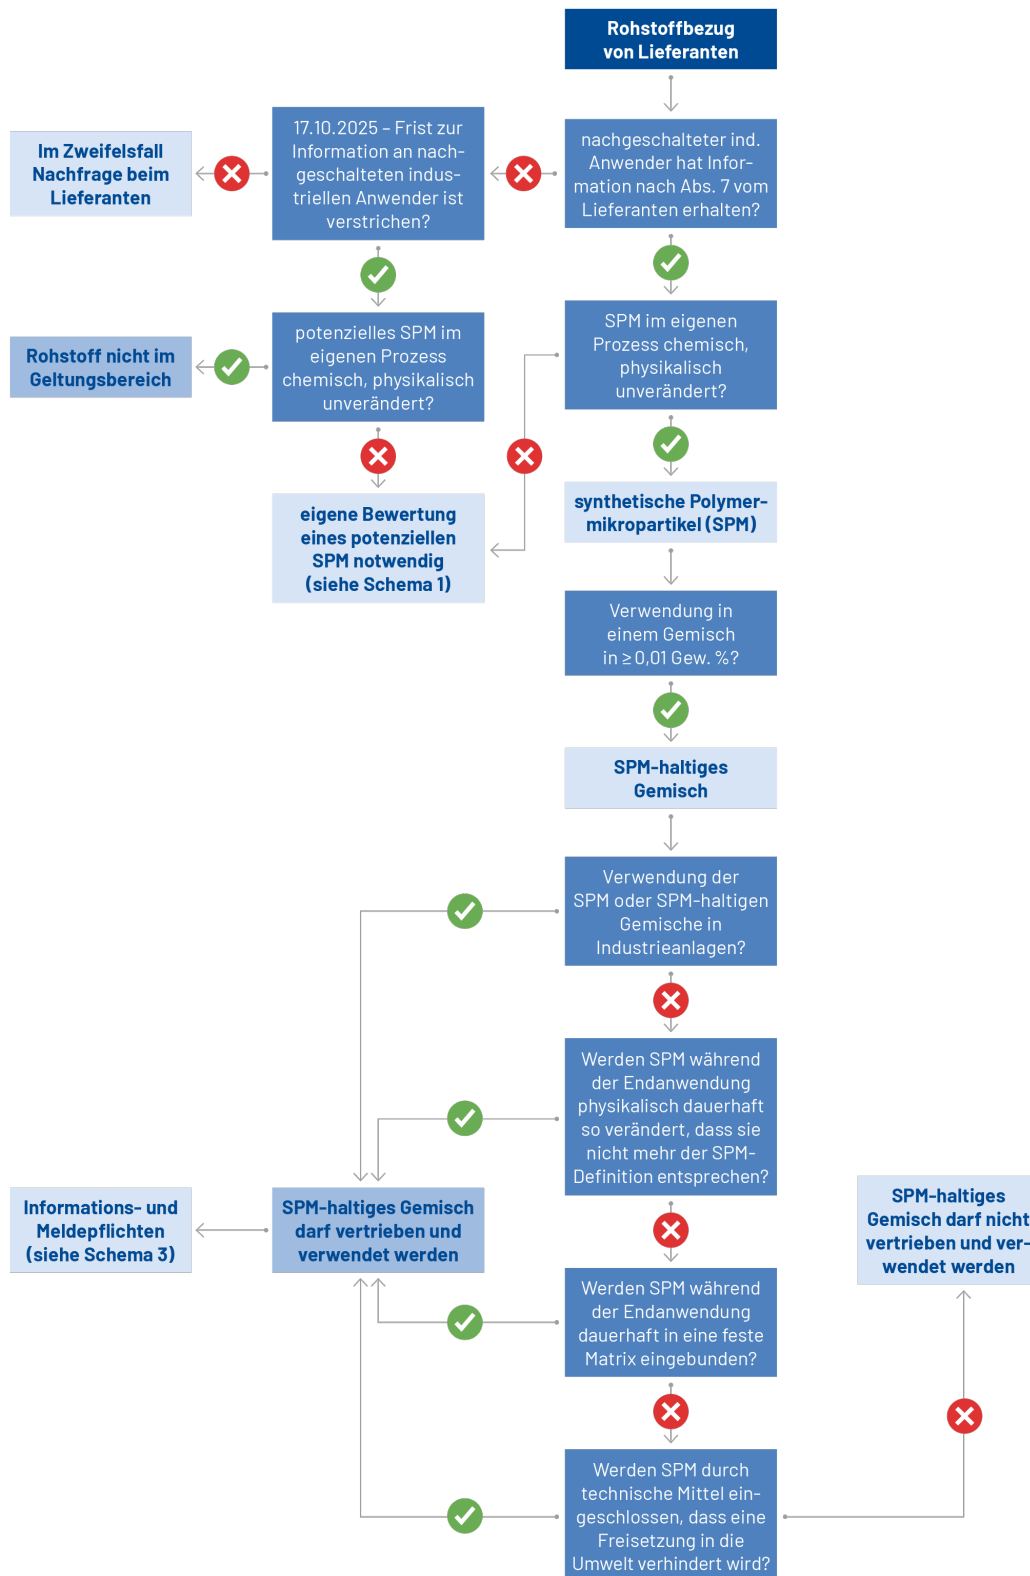 Rohstoffbezug
von Lieferanten
nachgeschalteter ind.
Anwender hat Infor-
mation nach Abs. 7 vom
Lieferanten erhalten?
17.10.2025 – Frist zur
Information an nach-
geschalteten indus-
triellen Anwender ist
verstrichen?
Im Zweifelsfall
Nachfrage beim
Lieferanten
SPM im eigenen
Prozess chemisch,
physikalisch
unverändert?
potenzielles SPM im
eigenen Prozess
chemisch, physikalisch
unverändert?
Rohstoff nicht im
Geltungsbereich
eigene Bewertung
eines potenziellen
SPM notwendig
(siehe Schema 1)
synthetische Polymer-
mikropartikel (SPM)
Verwendung in
einem Gemisch
in ≥ 0,01 Gew. %?
SPM-haltiges
Gemisch
Verwendung der
SPM oder SPM-haltigen
Gemische in
Industrieanlagen?
Werden SPM während
der Endanwendung
physikalisch dauerhaft
so verändert, dass sie
nicht mehr der SPM-
Definition entsprechen?
Informations- und
Meldepflichten
(siehe Schema 3)
SPM-haltiges Gemisch
darf vertrieben und
verwendet werden
SPM-haltiges
Gemisch darf nicht
vertrieben und ver-
wendet werden
Werden SPM während
der Endanwendung
dauerhaft in eine feste
Matrix eingebunden?
Werden SPM durch
technische Mittel ein-
geschlossen, dass eine
Freisetzung in die
Umwelt verhindert wird?